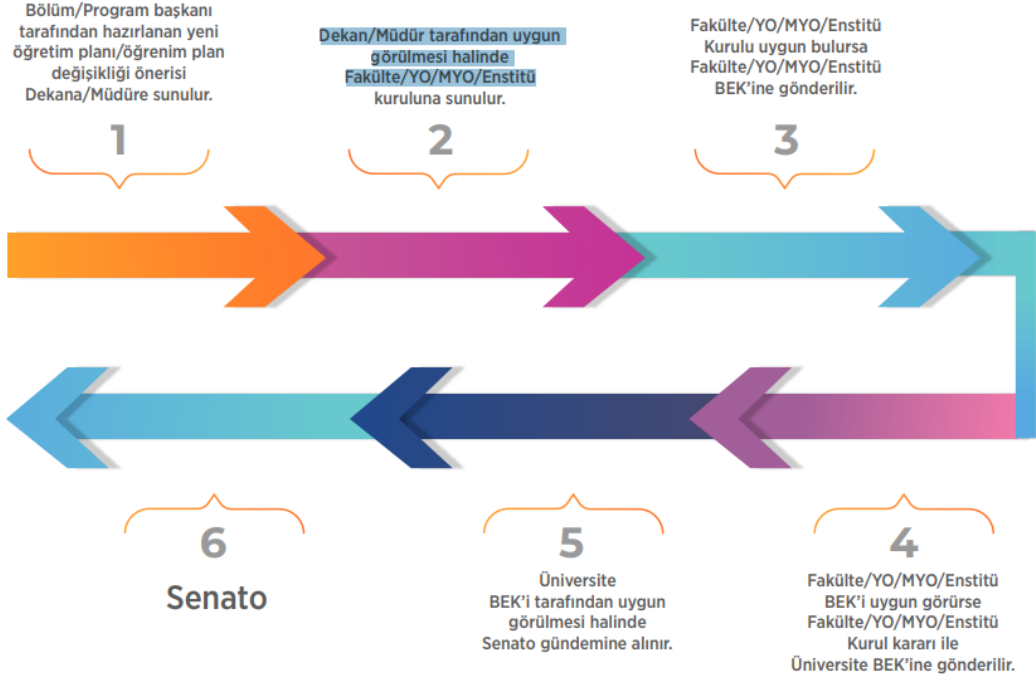 Bölüm/Program başkanı
tarafından hazırlanan yeni
öğretim planı/öğrenim plan
değişikliği önerisi
Dekana/Müdüre sunulur.
1
Dekan/Müdür tarafından uygun
görülmesi halinde
Fakülte/YO/MYO/Enstitü
kuruluna sunulur.
2
Fakülte/YO/MYO/Enstitü
Kurulu uygun bulursa
Fakülte/YO/MYO/Enstitü
BEK'ine gönderilir.
3
4
Fakülte/YO/MYO/Enstitü
BEK'i uygun görürse
Fakülte/YO/MYO/Enstitü
Kurul kararı ile
Üniversite BEK'ine gönderilir.
5
Üniversite
BEK'i tarafından uygun
görülmesi halinde
Senato gündemine alınır.
6
Senato